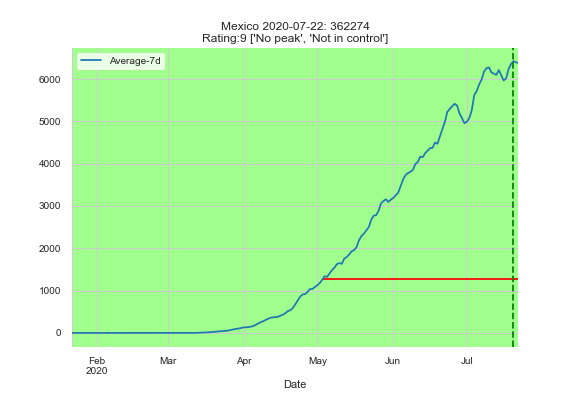 Mexico 2020-07-22: 362274
Rating:9 ['No peak', 'Not in control']
Average-7d
6000
5000
4000
3000
2000
1000
0
Feb Mar Apr May Jun Jul
2020
Date